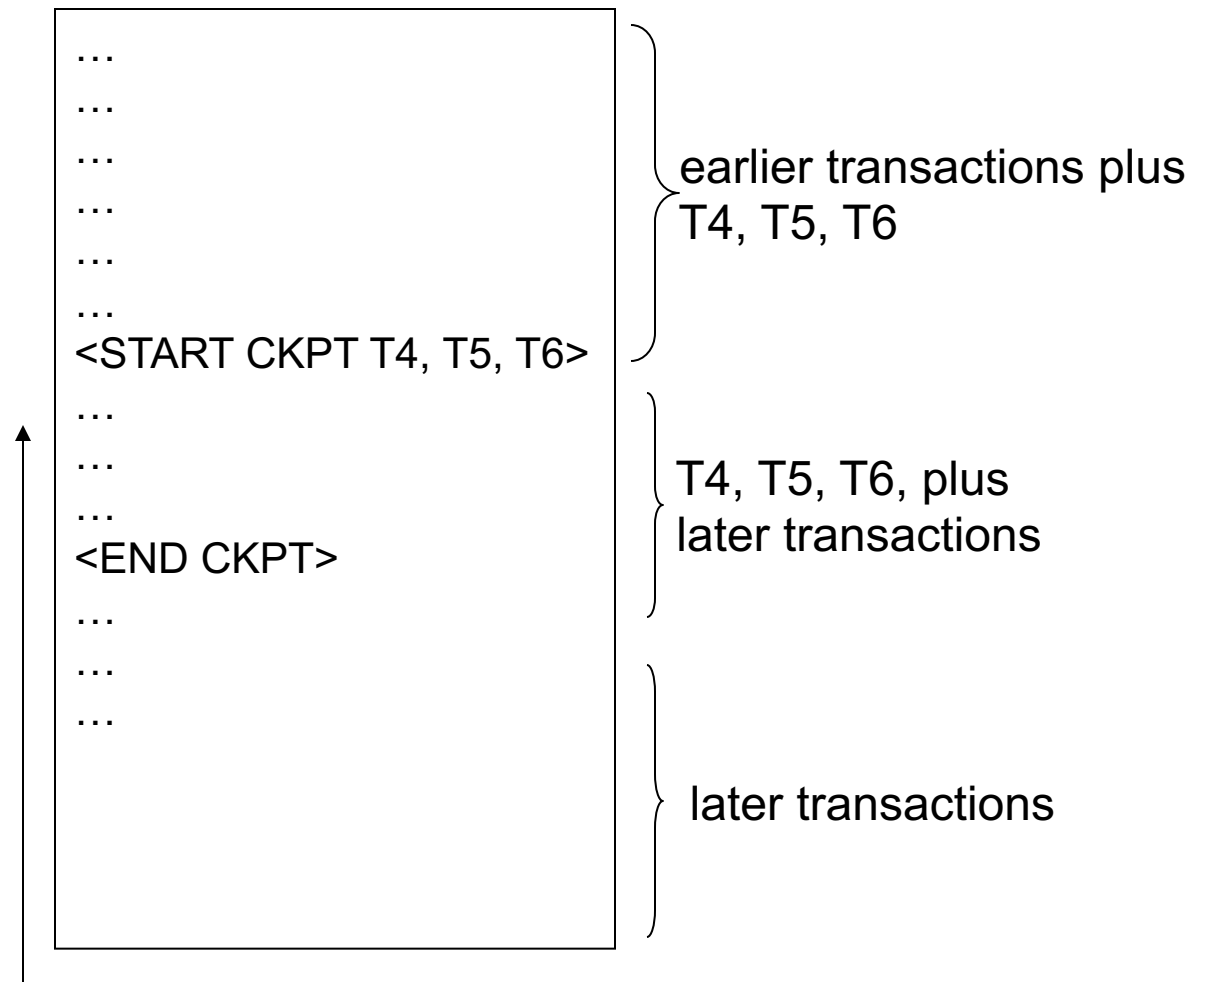 ...
...
...
...
...
...
<START CKPT T4, T5, T6>
...
...
...
<END CKPT>
...
...
...
earlier transactions plus
T4, T5, T6
T4, T5, T6, plus
later transactions
later transactions